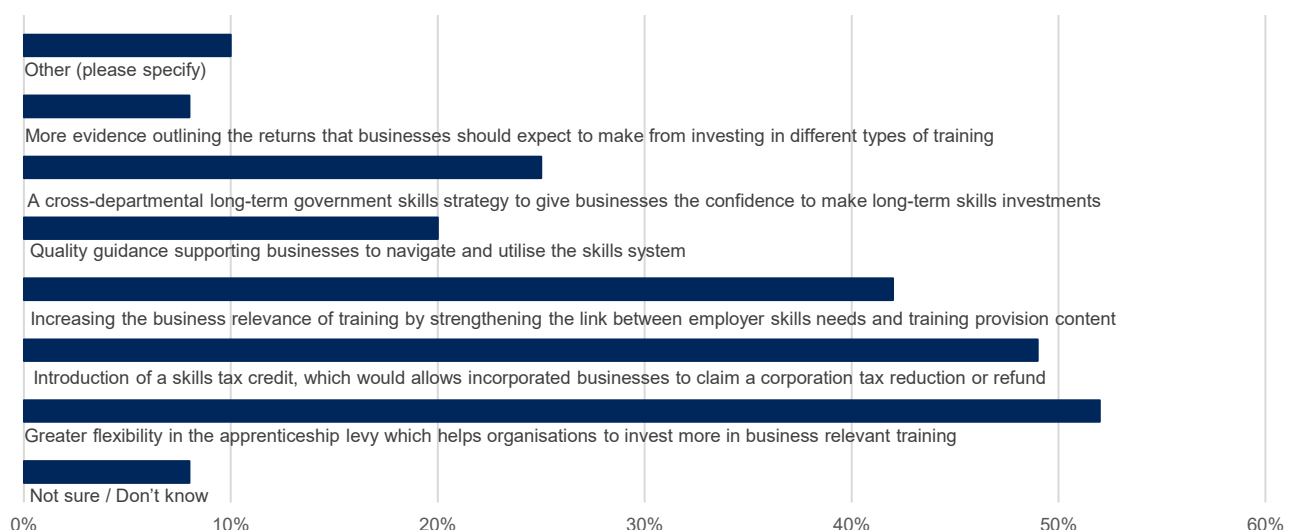 Other (please specify)
More evidence outlining the returns that businesses should expect to make from investing in different types of training
A cross-departmental long-term government skills strategy to give businesses the confidence to make long-term skills investments
Quality guidance supporting businesses to navigate and utilise the skills system
Increasing the business relevance of training by strengthening the link between employer skills needs and training provision content
Introduction of a skills tax credit, which would allows incorporated businesses to claim a corporation tax reduction or refund
Greater flexibility in the apprenticeship levy which helps organisations to invest more in business relevant training
Not sure / Don’t know
0% 10% 20% 30% 40% 50% 60%